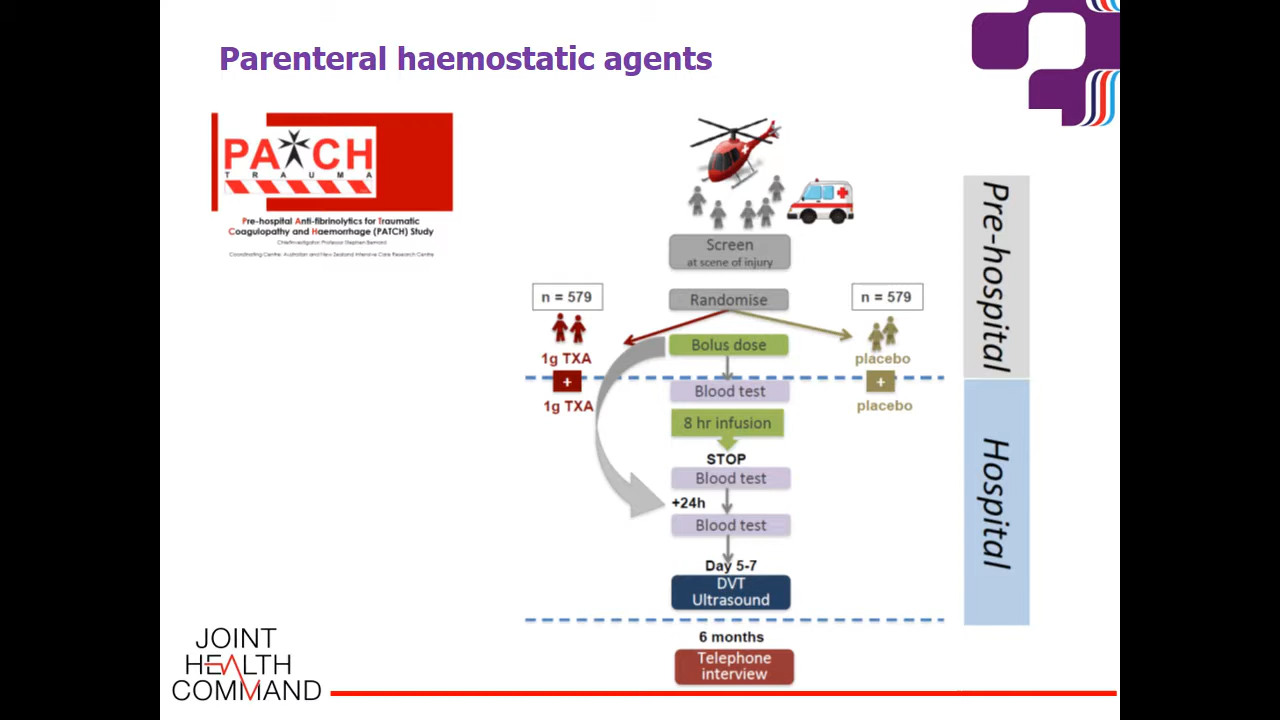 Parenteral haemostatic agents
PATCH
TRAUMA
Pre-hospital Anti-fibrinolytics for Traumatic
Coagulopathy and Haemorrhage (PATCH) Study
Chief Investigator: Professor Stephen Bernard
Coordinating Centre: Australian and New Zealand Intensive Care Research Centre
Screen
at scene of injury
n = 579
Randomise
n = 579
Bolus dose
1g TXA
placebo
+
+
1g TXA
placebo
Blood test
8 hr infusion
STOP
Blood test
+24h
Blood test
Day 5-7
DVT
Ultrasound
6 months
Telephone
interview
Pre-hospital
Hospital
JOINT
HEALTH
COMMAND